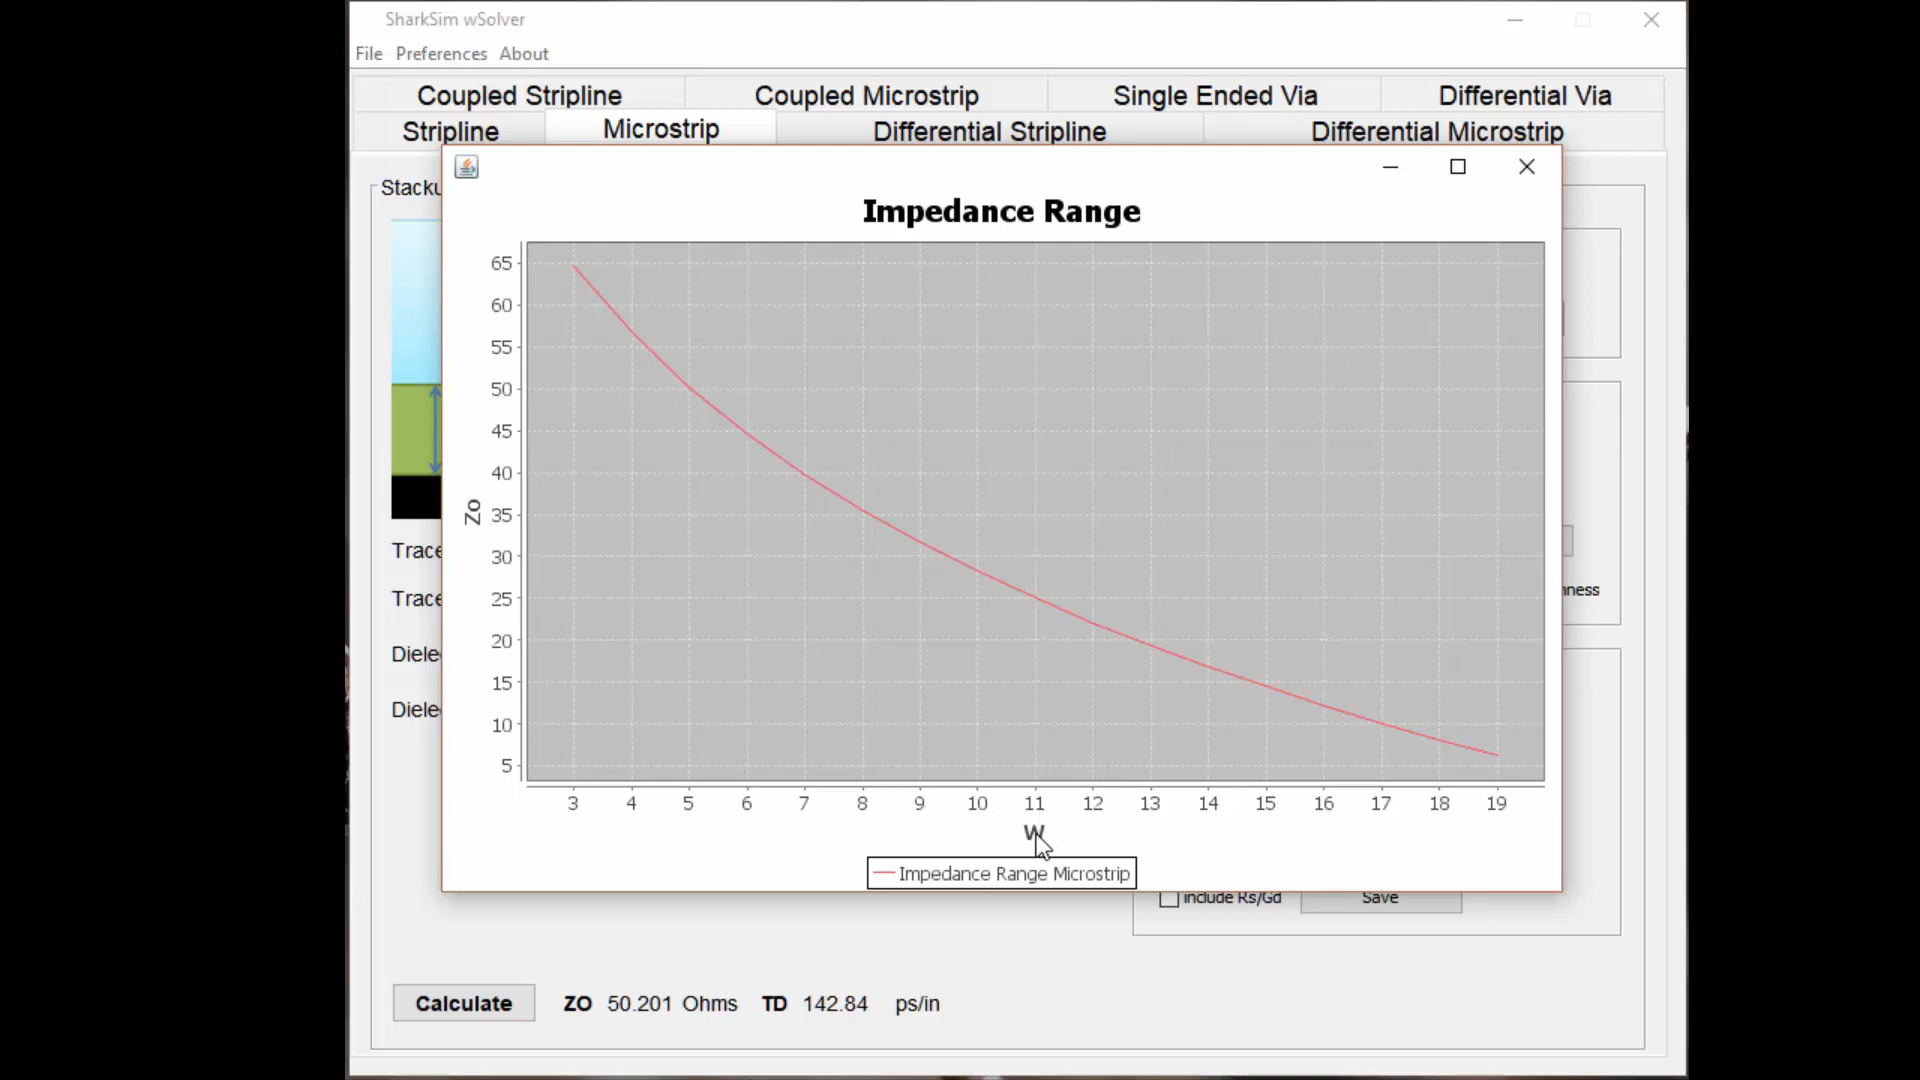 SharkSim wSolver
File Preferences About
Coupled Stripline Coupled Microstrip Single Ended Via Differential Via
Stripline Microstrip Differential Stripline Differential Microstrip
Impedance Range
65
60
55
50
45
40
35
30
25
20
15
10
5
Zo
3 4 5 6 7 8 9 10 11 12 13 14 15 16 17 18 19
W
Impedance Range Microstrip
Trace
Trace
include Rs/Gd Save
Calculate ZO 50.201 Ohms TD 142.84 ps/in